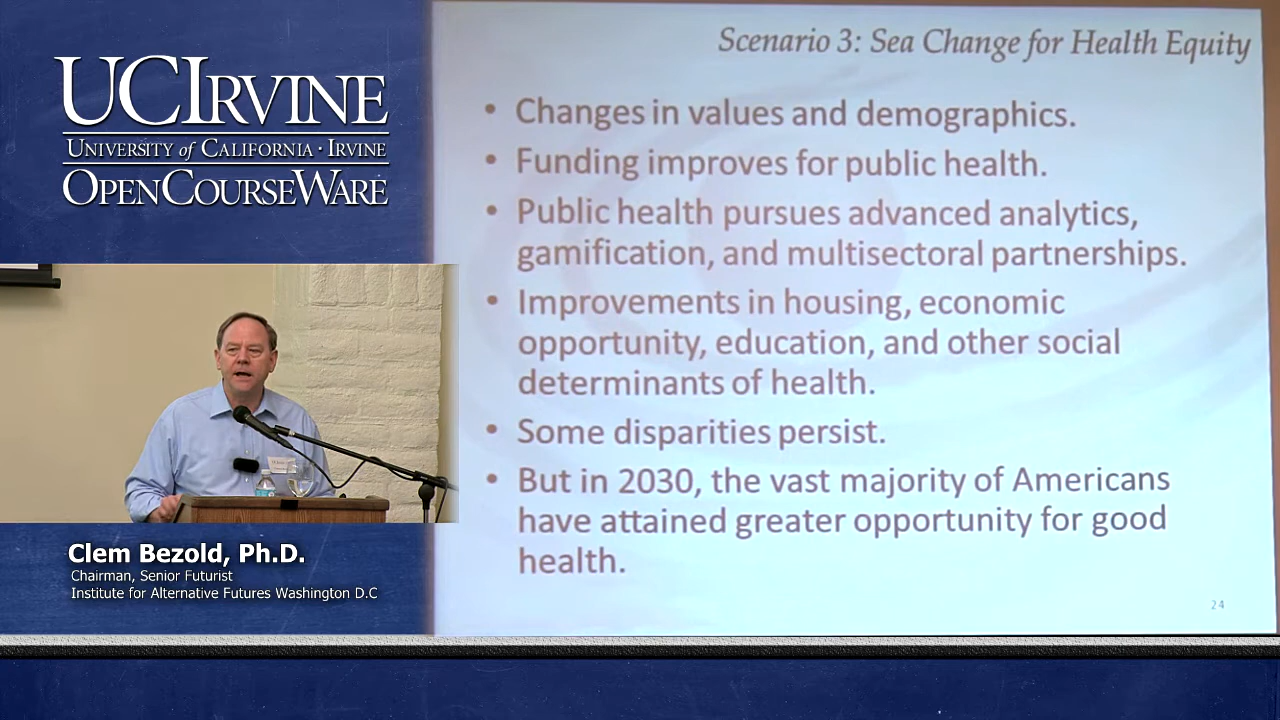 UCIRVINE
UNIVERSITY of CALIFORNIA · IRVINE
OPENCOURSEWARE
Clem Bezold, Ph.D.
Chairman, Senior Futurist
Institute for Alternative Futures Washington D.C
Scenario 3: Sea Change for Health Equity
• Changes in values and demographics.
• Funding improves for public health.
• Public health pursues advanced analytics,
gamification, and multisectoral partnerships.
• Improvements in housing, economic
opportunity, education, and other social
determinants of health.
• Some disparities persist.
• But in 2030, the vast majority of Americans
have attained greater opportunity for good
health.
24